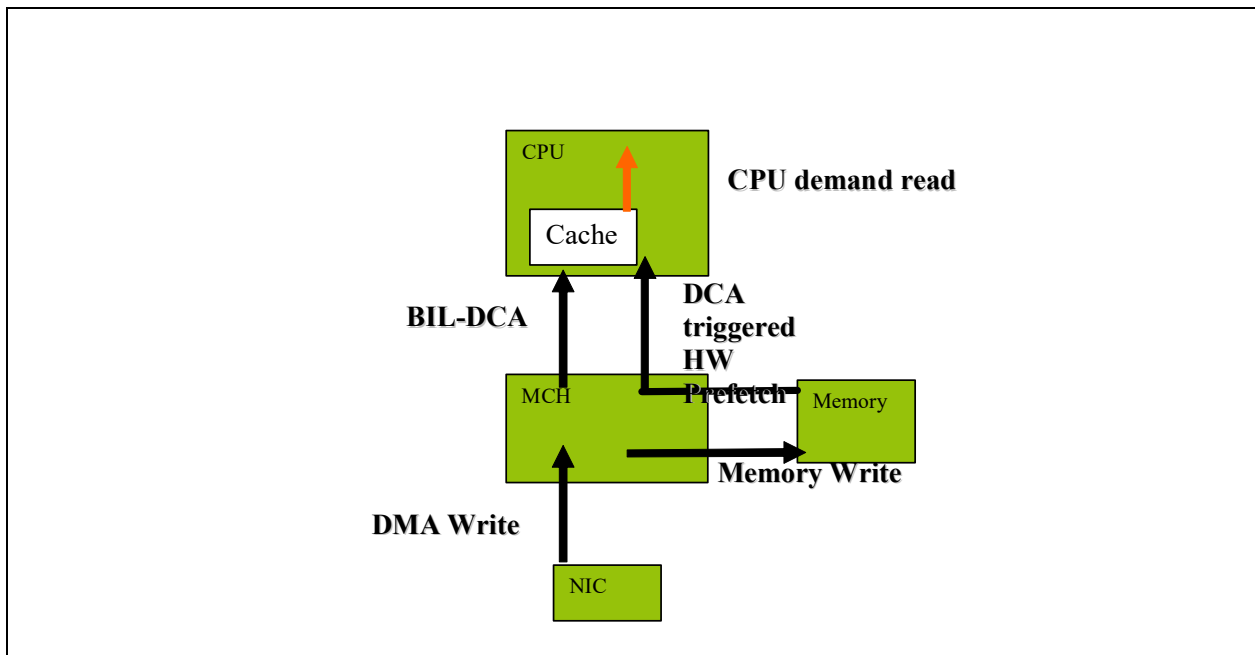 CPU
CPU demand read
Cache
BIL-DCA
DCA
triggered
HW
Prefetch
MCH
Memory
Memory Write
DMA Write
NIC